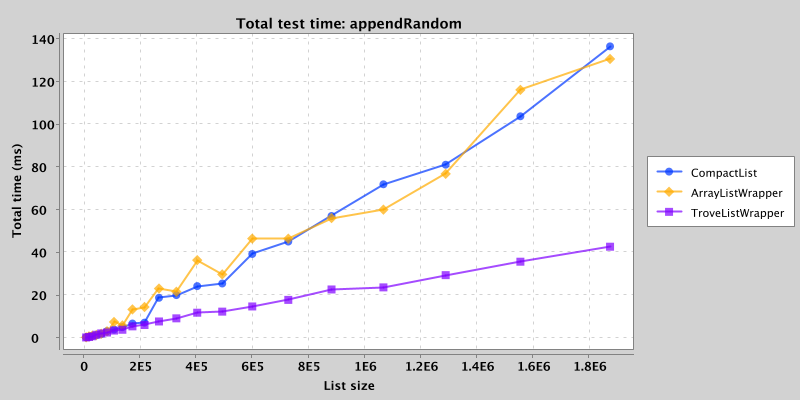 Total test time: appendRandom
140
120
100
80
60
40
20
0
Total time (ms)
0 2E5 4E5 6E5 8E5 1E6 1.2E6 1.4E6 1.6E6 1.8E6
List size
CompactList
ArrayListWrapper
TroveListWrapper